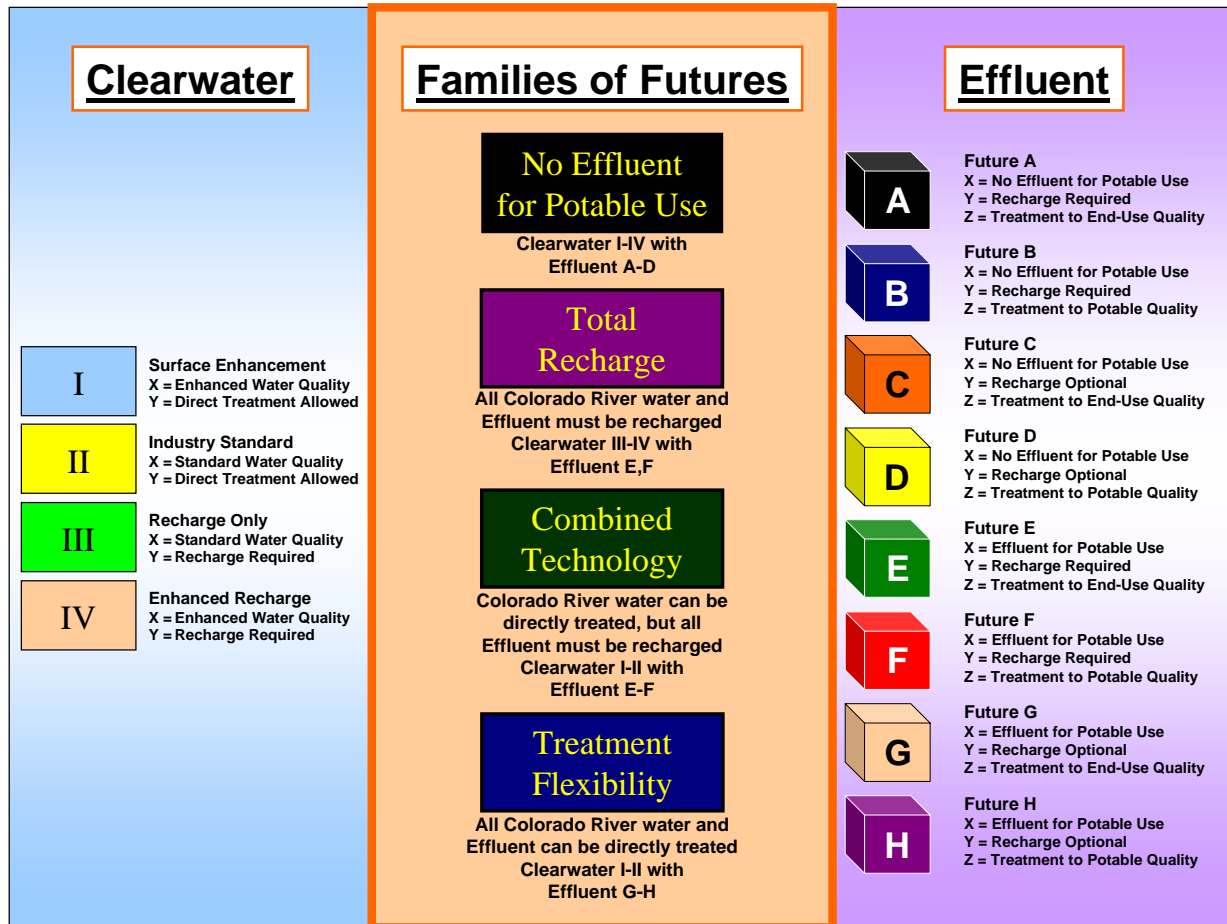 Clearwater
I
Surface Enhancement
X = Enhanced Water Quality
Y = Direct Treatment Allowed
II
Industry Standard
X = Standard Water Quality
Y = Direct Treatment Allowed
III
Recharge Only
X = Standard Water Quality
Y = Recharge Required
IV
Enhanced Recharge
X = Enhanced Water Quality
Y = Recharge Required
Families of Futures
No Effluent
for Potable Use
Clearwater I-IV with
Effluent A-D
Total
Recharge
All Colorado River water and
Effluent must be recharged
Clearwater III-IV with
Effluent E,F
Combined
Technology
Colorado River water can be
directly treated, but all
Effluent must be recharged
Clearwater I-II with
Effluent E-F
Treatment
Flexibility
All Colorado River water and
Effluent can be directly treated
Clearwater I-II with
Effluent G-H
Effluent
A
Future A
X = No Effluent for Potable Use
Y = Recharge Required
Z = Treatment to End-Use Quality
B
Future B
X = No Effluent for Potable Use
Y = Recharge Required
Z = Treatment to Potable Quality
C
Future C
X = No Effluent for Potable Use
Y = Recharge Optional
Z = Treatment to End-Use Quality
D
Future D
X = No Effluent for Potable Use
Y = Recharge Optional
Z = Treatment to Potable Quality
E
Future E
X = Effluent for Potable Use
Y = Recharge Required
Z = Treatment to End-Use Quality
F
Future F
X = Effluent for Potable Use
Y = Recharge Required
Z = Treatment to Potable Quality
G
Future G
X = Effluent for Potable Use
Y = Recharge Optional
Z = Treatment to End-Use Quality
H
Future H
X = Effluent for Potable Use
Y = Recharge Optional
Z = Treatment to Potable Quality